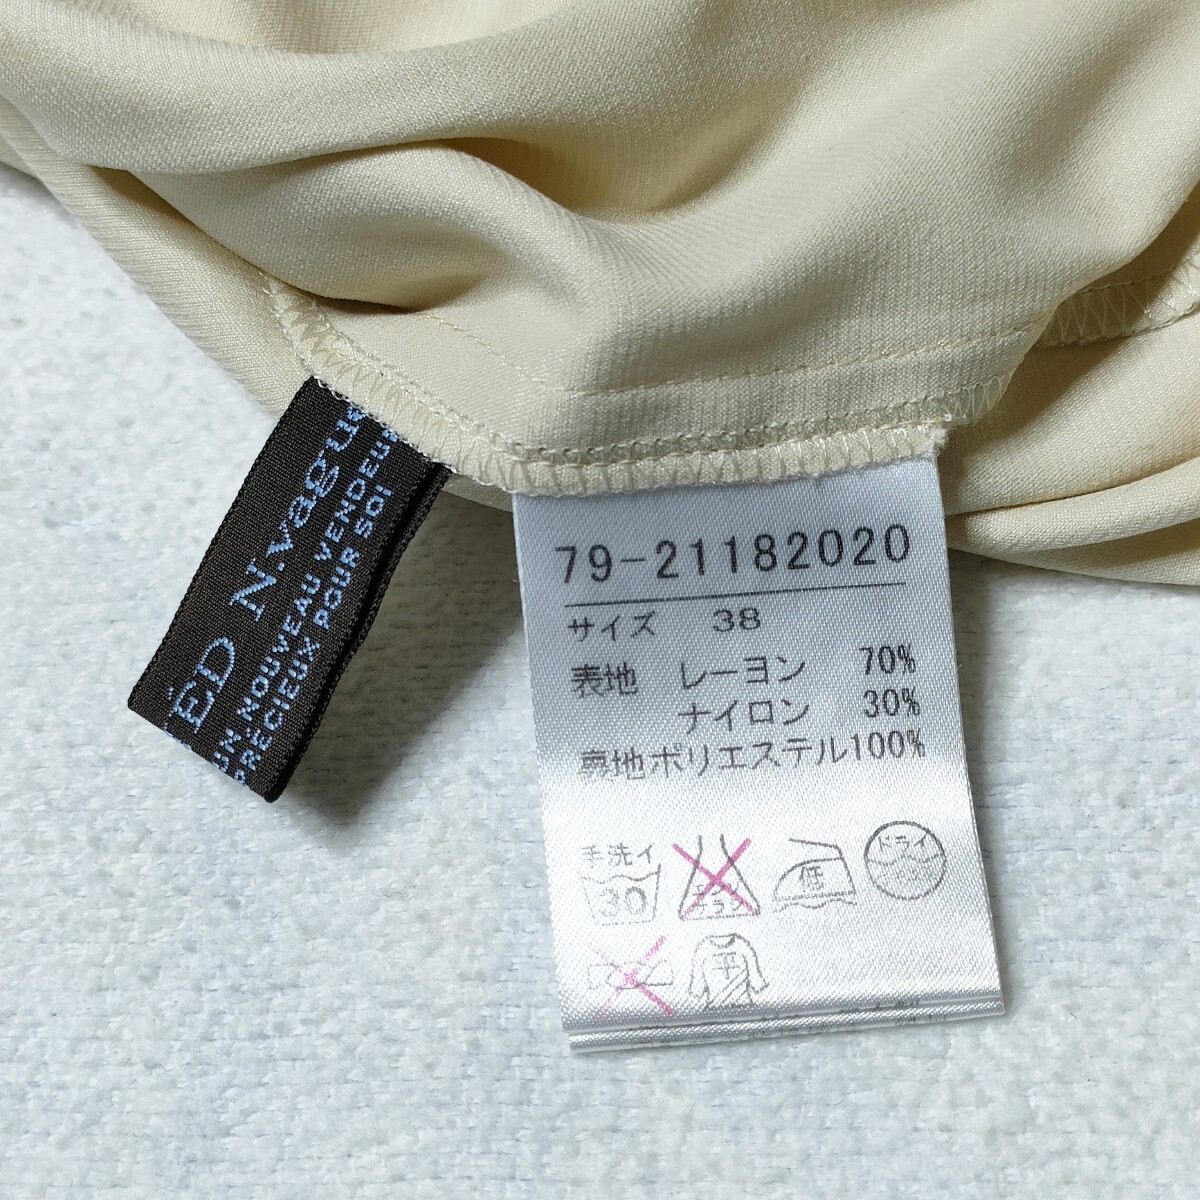 ÉD N.vague
UN NOUVEAU VENDEUR
PRÉCIEUX POUR SOI
79-21182020
サイズ 38
表地 レーヨン 70%
ナイロン 30%
裏地ポリエステル100%
手洗イ
30
低
ドライ
平